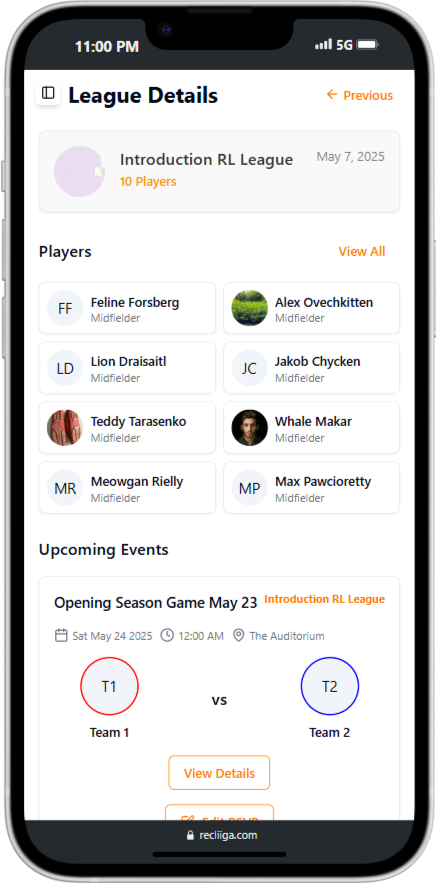 11:00 PM
5G
League Details
Previous
Introduction RL League
May 7, 2025
10 Players
Players
View All
FF
Feline Forsberg
Midfielder
Alex Ovechkitten
Midfielder
LD
Lion Draisaitl
Midfielder
JC
Jakob Chycken
Midfielder
Teddy Tarasenko
Midfielder
Whale Makar
Midfielder
MR
Meowgan Rielly
Midfielder
MP
Max Pawcioretty
Midfielder
Upcoming Events
Opening Season Game May 23
Introduction RL League
Sat May 24 2025
12:00 AM
The Auditorium
T1
vs
T2
Team 1
Team 2
View Details
Edit RSVP
recliiga.com